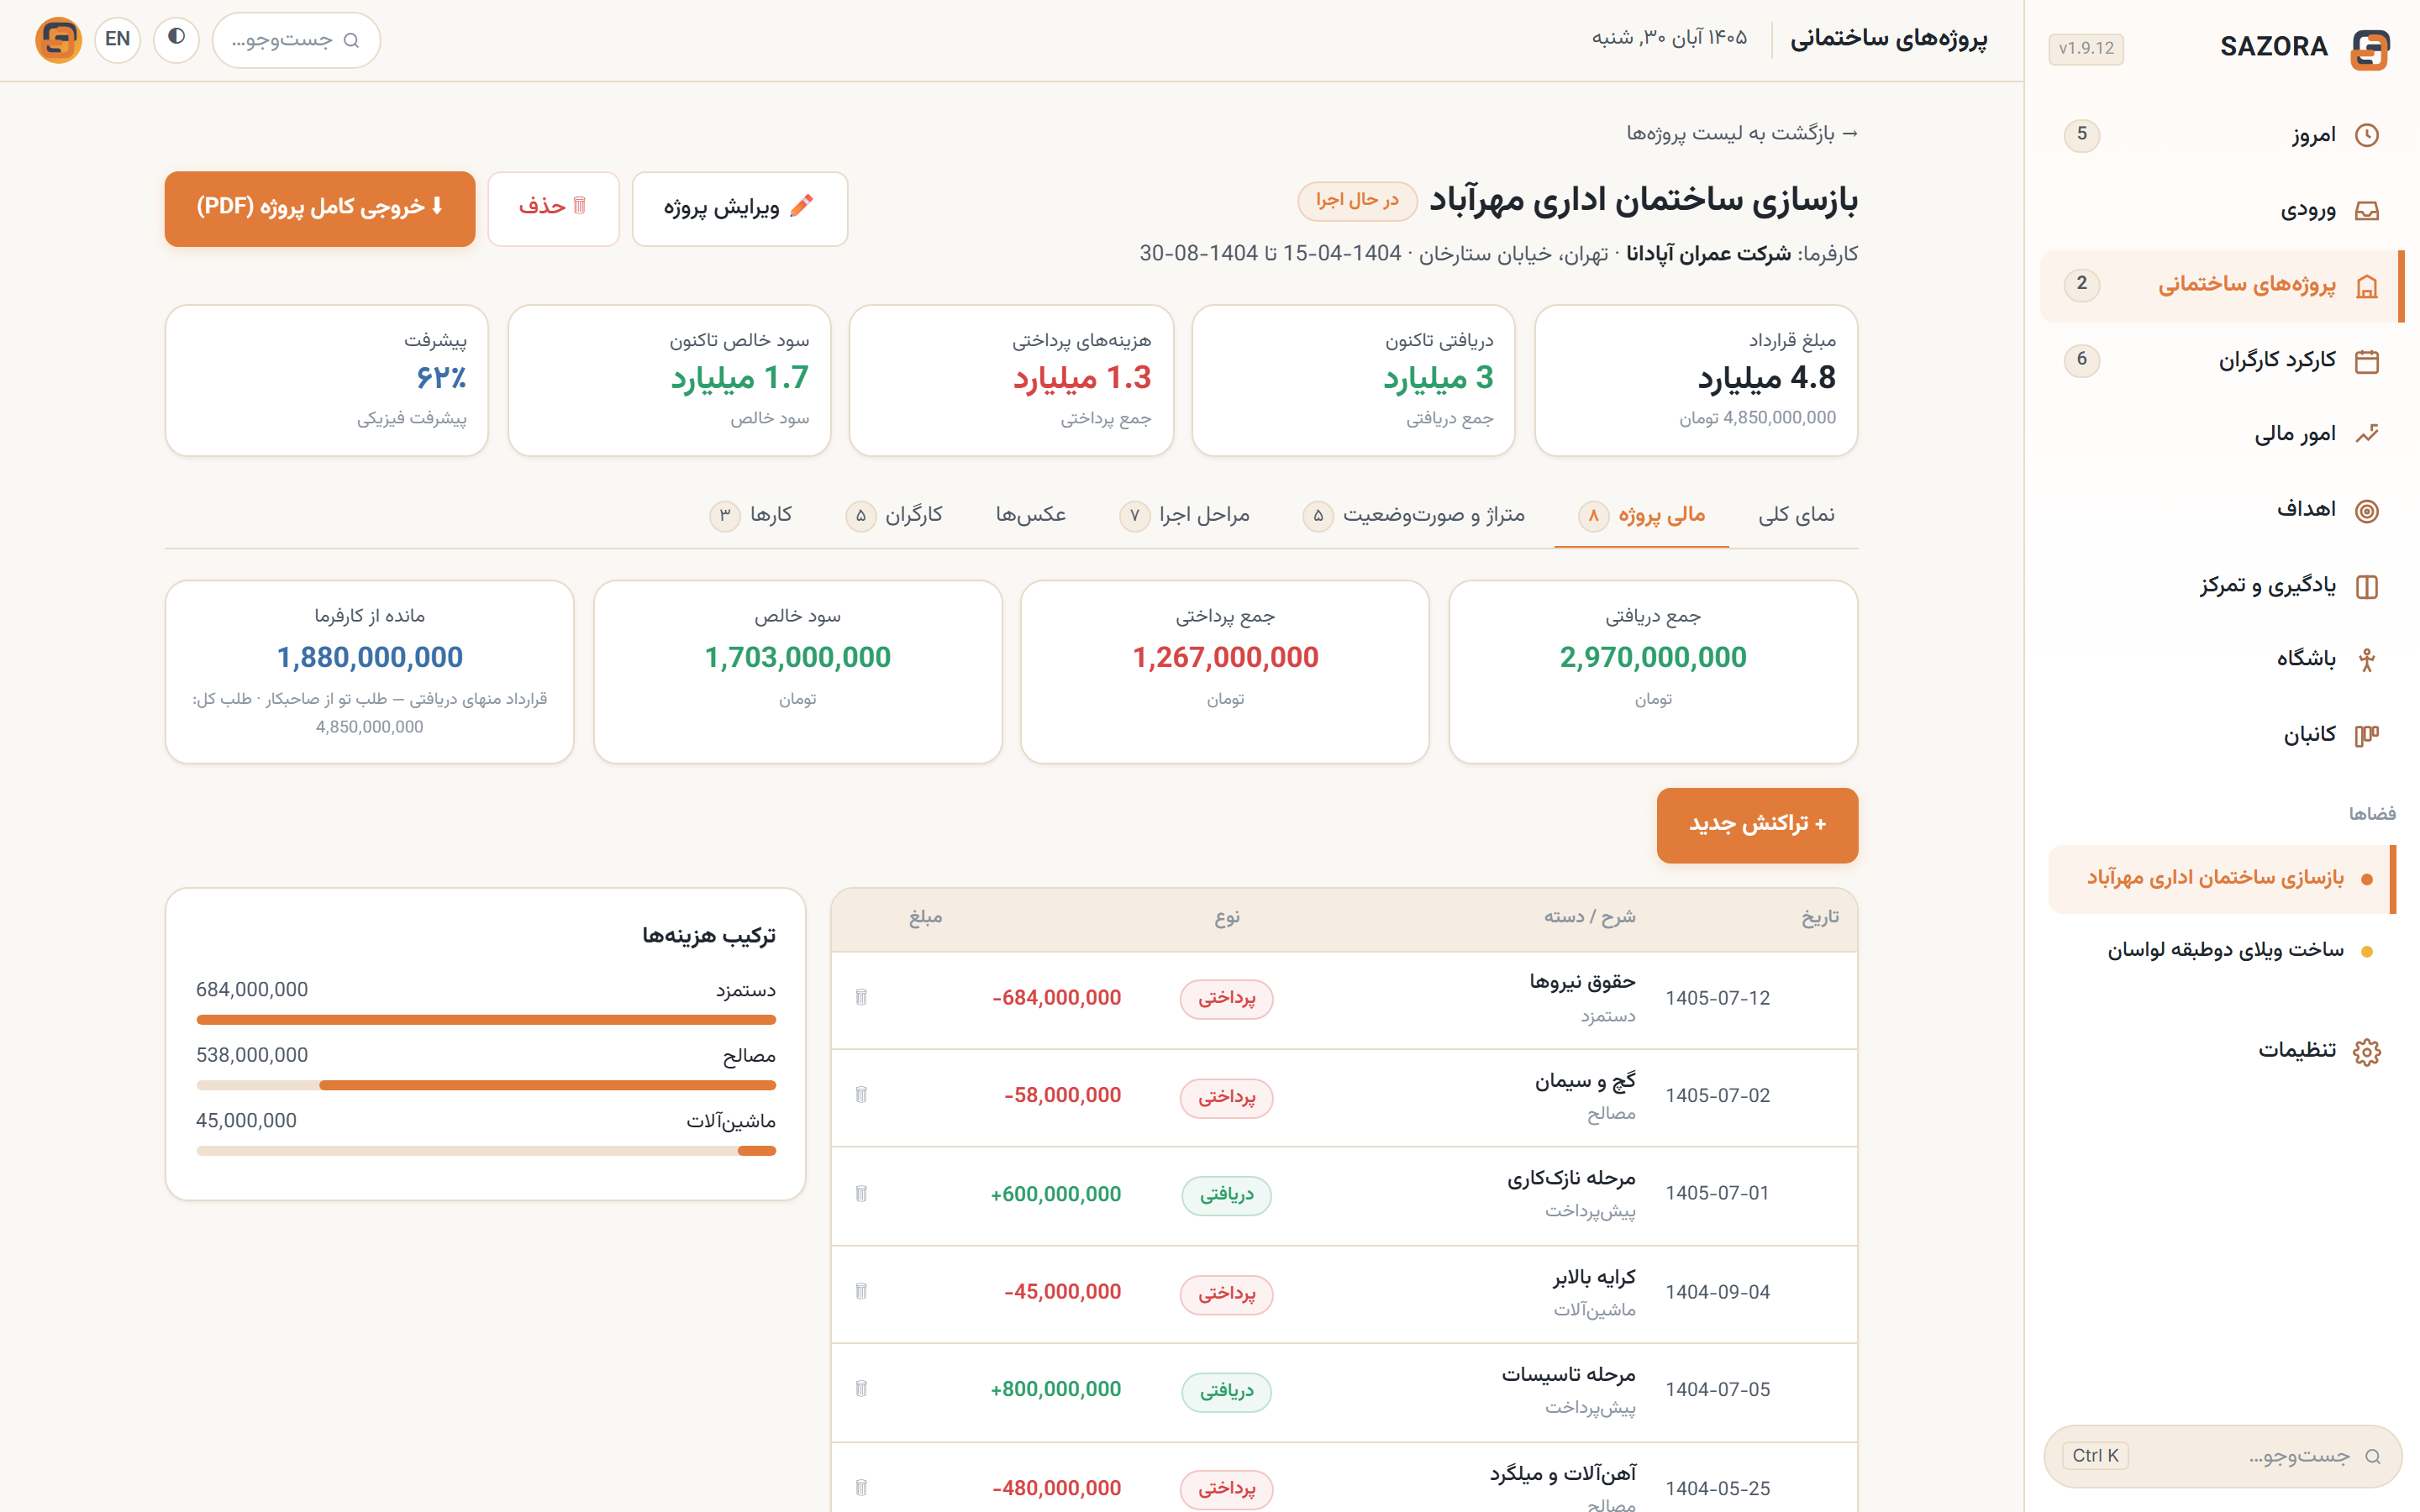 SAZORA
v1.9.12
امروز
5
ورودی
پروژه‌های ساختمانی
2
کارکرد کارگران
6
امور مالی
اهداف
یادگیری و تمرکز
باشگاه
کانبان
فضاها
بازسازی ساختمان اداری مهرآباد
ساخت ویلای دوطبقه لواسان
تنظیمات
جست‌وجو...
Ctrl K
پروژه‌های ساختمانی
۱۴۰۵ آبان ۳۰, شنبه
جست‌وجو...
EN
→ بازگشت به لیست پروژه‌ها
بازسازی ساختمان اداری مهرآباد
در حال اجرا
ویرایش پروژه
حذف
⬇ خروجی کامل پروژه (PDF)
کارفرما: شرکت عمران آپادانا · تهران، خیابان ستارخان · 1404-04-15 تا 1404-08-30
مبلغ قرارداد
4.8 میلیارد
4,850,000,000 تومان
دریافتی تاکنون
3 میلیارد
جمع دریافتی
هزینه‌های پرداختی
1.3 میلیارد
جمع پرداختی
سود خالص تاکنون
1.7 میلیارد
سود خالص
پیشرفت
۶۲٪
پیشرفت فیزیکی
نمای کلی
مالی پروژه ۸
متراژ و صورت‌وضعیت ۵
مراحل اجرا ۷
عکس‌ها
کارگران ۵
کارها ۳
جمع دریافتی
2,970,000,000
تومان
جمع پرداختی
1,267,000,000
تومان
سود خالص
1,703,000,000
تومان
مانده از کارفرما
1,880,000,000
قرارداد منهای دریافتی — طلب تو از صاحبکار · طلب کل:
4,850,000,000
+ تراکنش جدید
تاریخ شرح / دسته نوع مبلغ
1405-07-12 حقوق نیروها پرداختی -684,000,000
دستمزد
1405-07-02 گچ و سیمان پرداختی -58,000,000
مصالح
1405-07-01 مرحله نازک‌کاری دریافتی +600,000,000
پیش‌پرداخت
1404-09-04 کرایه بالابر پرداختی -45,000,000
ماشین‌آلات
1404-07-05 مرحله تاسیسات دریافتی +800,000,000
پیش‌پرداخت
1404-05-25 آهن‌آلات و میلگرد پرداختی -480,000,000
مصالح
ترکیب هزینه‌ها
دستمزد 684,000,000
مصالح 538,000,000
ماشین‌آلات 45,000,000